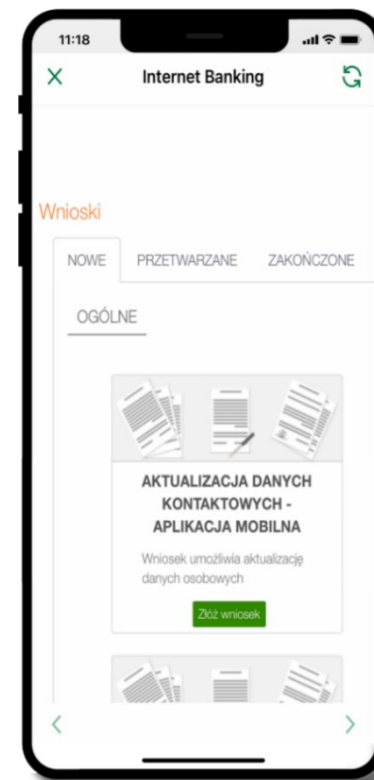 11:18
Internet Banking
Wnioski
NOWE PRZETWARZANE ZAKOŃCZONE
OGÓLNE
AKTUALIZACJA DANYCH
KONTAKTOWYCH -
APLIKACJA MOBILNA
Wniosek umożliwia aktualizację
danych osobowych
Złóż wniosek